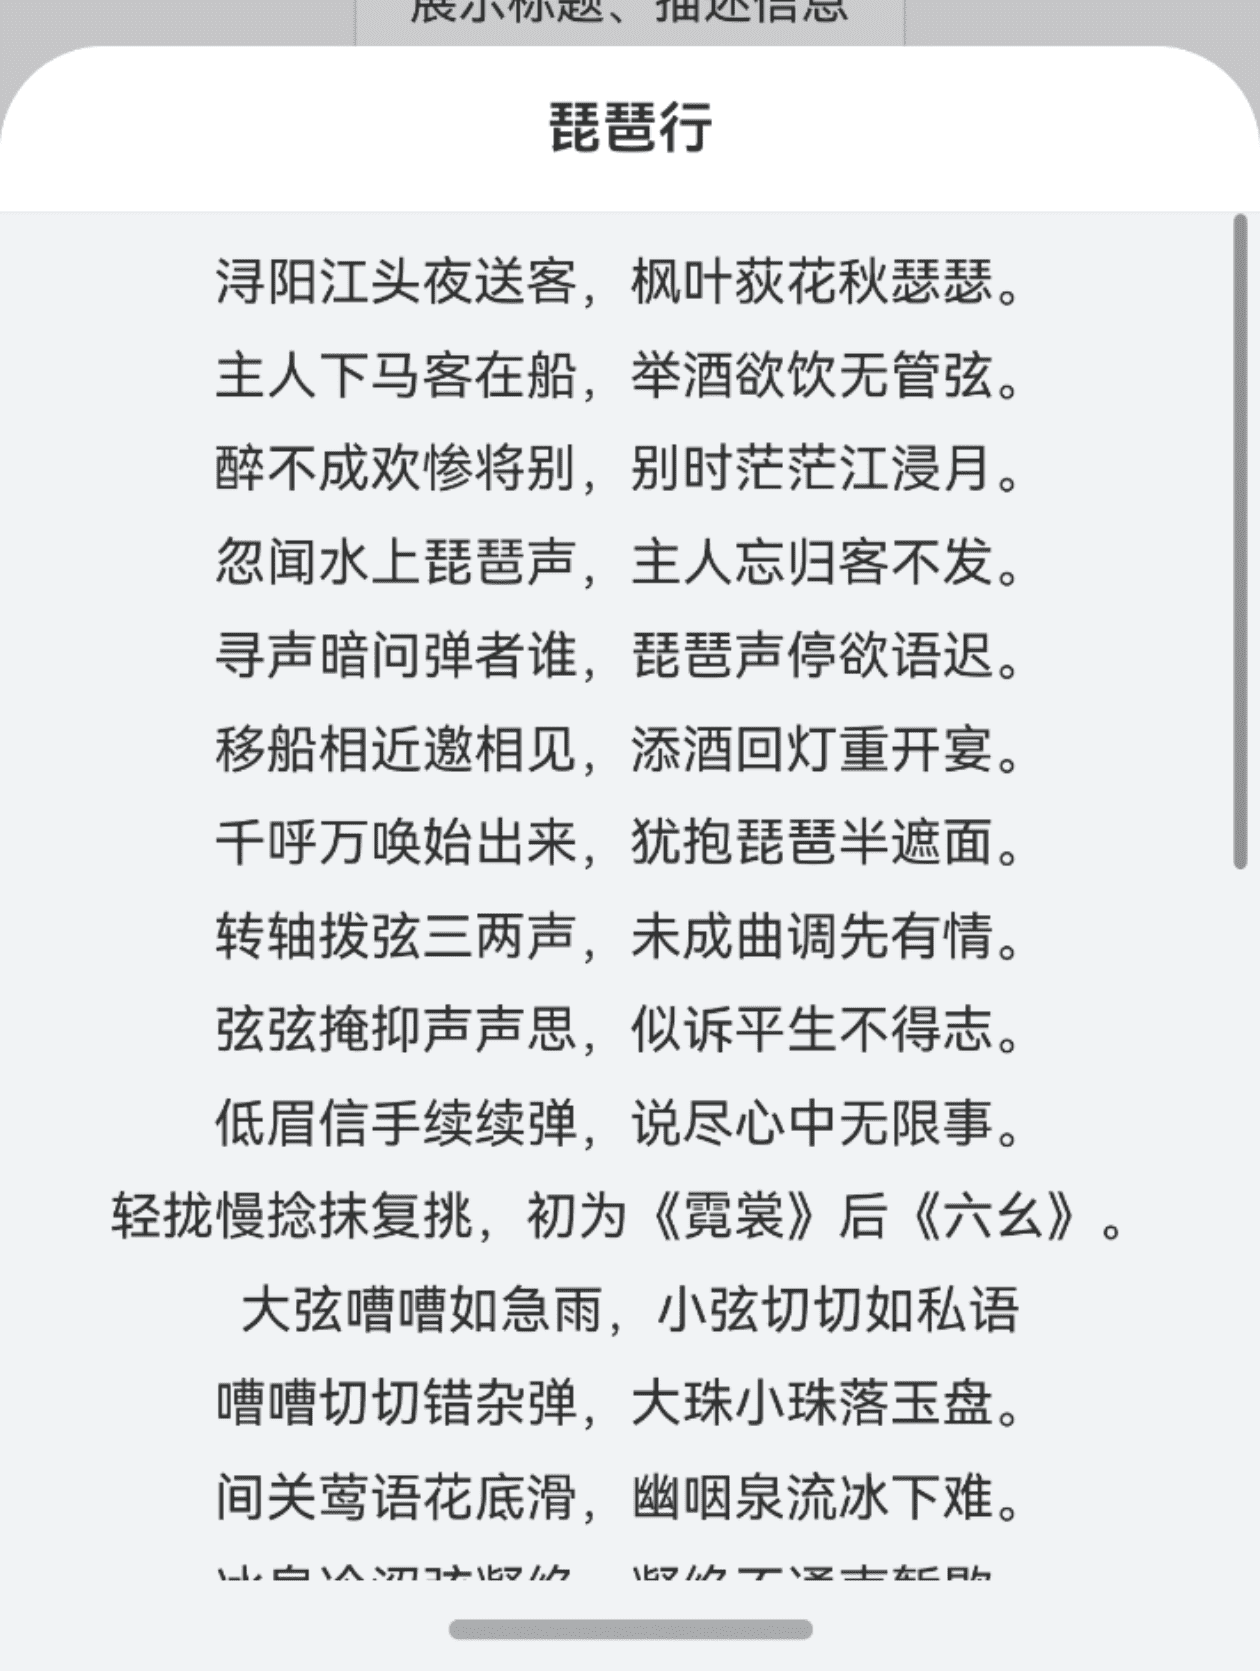 展示标题、描述信息
琵琶行
浔阳江头夜送客，枫叶荻花秋瑟瑟。
主人下马客在船，举酒欲饮无管弦。
醉不成欢惨将别，别时茫茫江浸月。
忽闻水上琵琶声，主人忘归客不发。
寻声暗问弹者谁，琵琶声停欲语迟。
移船相近邀相见，添酒回灯重开宴。
千呼万唤始出来，犹抱琵琶半遮面。
转轴拨弦三两声，未成曲调先有情。
弦弦掩抑声声思，似诉平生不得志。
低眉信手续续弹，说尽心中无限事。
轻拢慢捻抹复挑，初为《霓裳》后《六幺》。
大弦嘈嘈如急雨，小弦切切如私语
嘈嘈切切错杂弹，大珠小珠落玉盘。
间关莺语花底滑，幽咽泉流冰下难。